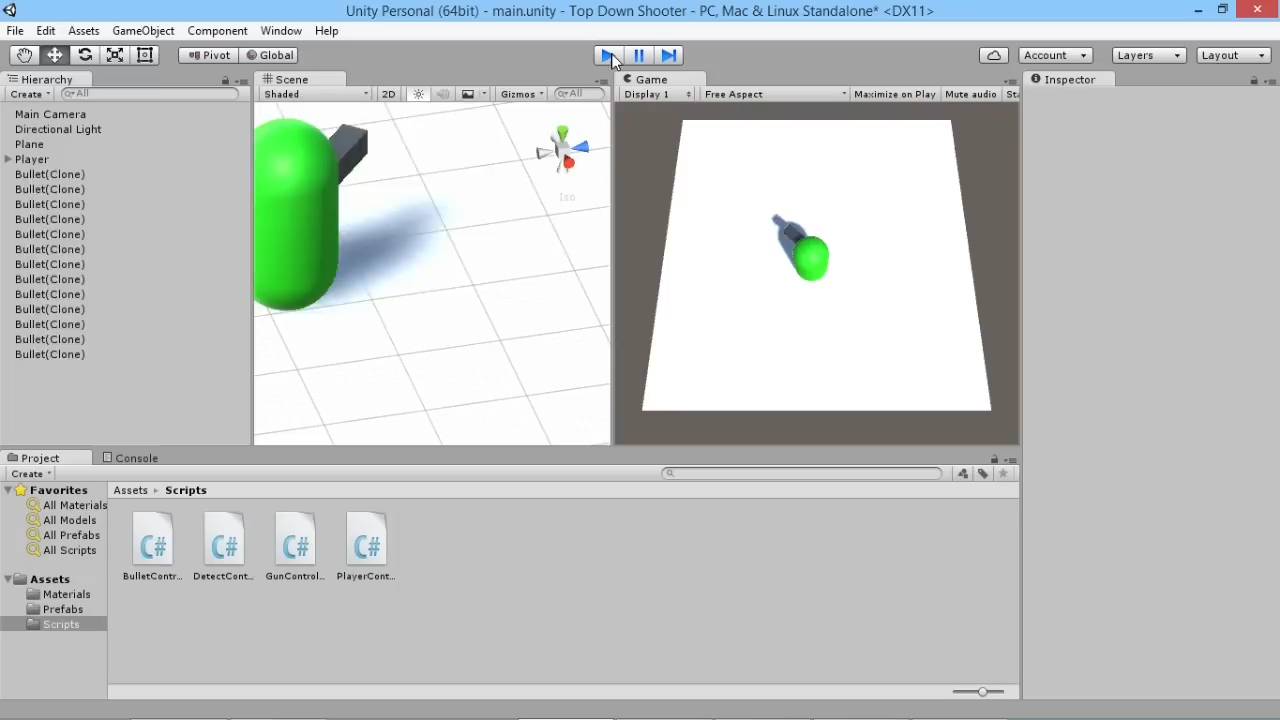 Unity Personal (64bit) - main.unity - Top Down Shooter - PC, Mac & Linux Standalone* <DX11>
File Edit Assets GameObject Component Window Help
Pivot Global Account Layers Layout
Hierarchy Scene Game Inspector
Create All Shaded 2D Gizmos All Display 1 Free Aspect Maximize on Play Mute audio Sta
Main Camera
Directional Light
Plane
Player
Bullet(Clone)
Bullet(Clone)
Bullet(Clone)
Bullet(Clone)
Bullet(Clone)
Bullet(Clone)
Bullet(Clone)
Bullet(Clone)
Bullet(Clone)
Bullet(Clone)
Bullet(Clone)
Bullet(Clone)
Bullet(Clone)
Iso
Project Console
Create
Favorites
All Materials
All Models
All Prefabs
All Scripts
Assets
Materials
Prefabs
Scripts
Assets Scripts
C# C# C# C#
BulletContr... DetectCont... GunControl... PlayerCont...